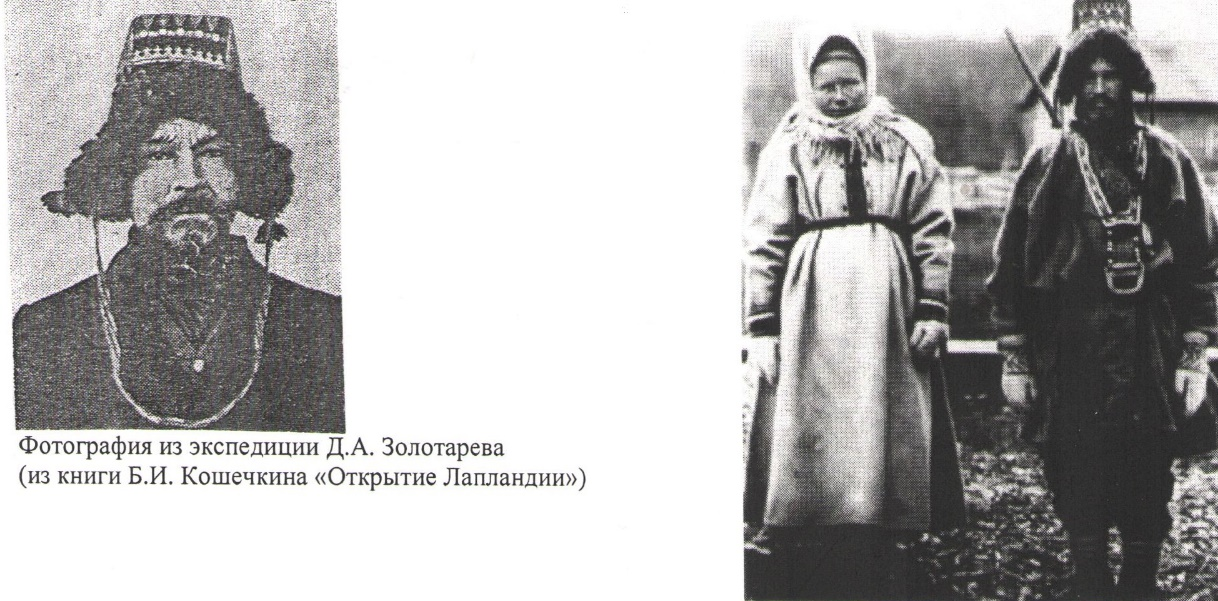 Фотография из экспедиции Д.А. Золотарева
(из книги Б.И. Кошечкина «Открытие Лапландии»)